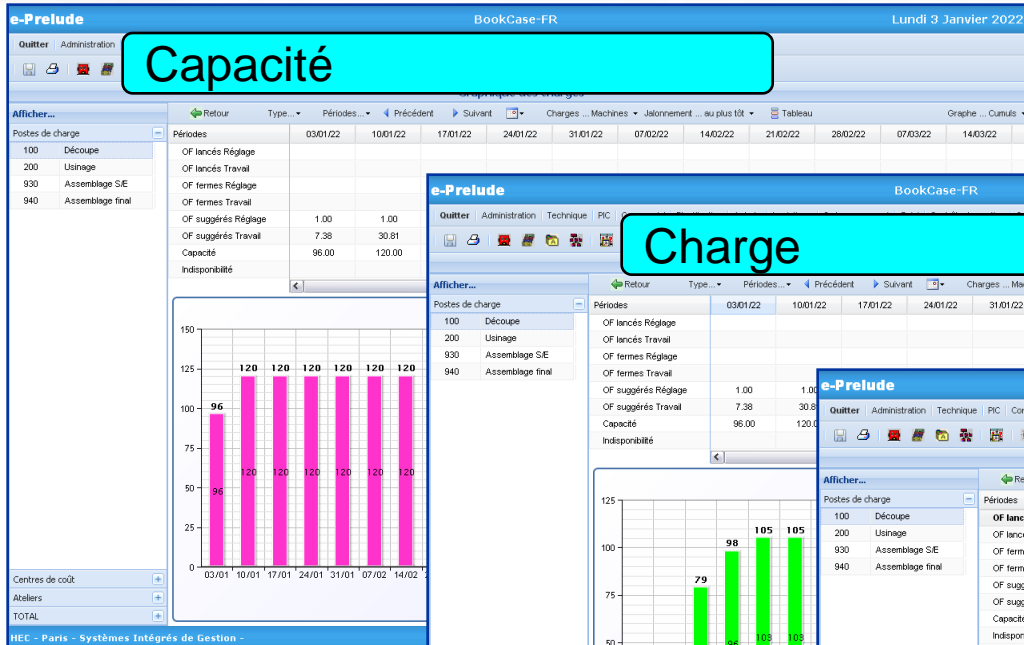 e-Prelude BookCase-FR Lundi 3 Janvier 2022
Quitter Administration
Capacité
Afficher... Retour Type... Périodes... Précédent Suivant Charges ... Machines Jalonnement ... au plus tôt Tableau Graphe ... Cumuls
Postes de charge Périodes 03/01/22 10/01/22 17/01/22 24/01/22 31/01/22 07/02/22 14/02/22 21/02/22 28/02/22 07/03/22 14/03/22
100 Découpe OF lancés Réglage
200 Usinage OF lancés Travail
930 Assemblage S/E OF fermes Réglage
940 Assemblage final OF fermes Travail
OF suggérés Réglage 1.00 1.00
OF suggérés Travail 7.38 30.81
Capacité 96.00 120.00
Indisponibilité
150
125
100
75
50
25
0
96 120 120 120 120 120 120
96 120 120 120 120 120 120
03/01 10/01 17/01 24/01 31/01 07/02 14/02
Centres de coût
Ateliers
TOTAL
HEC - Paris - Systèmes Intégrés de Gestion -
e-Prelude BookCase-FR
Quitter Administration Technique PIC
Charge
Afficher... Retour Type... Périodes... Précédent Suivant Charges ...
Postes de charge Périodes 03/01/22 10/01/22 17/01/22 24/01/22 31/01/22
100 Découpe OF lancés Réglage
200 Usinage OF lancés Travail
930 Assemblage S/E OF fermes Réglage
940 Assemblage final OF fermes Travail
OF suggérés Réglage 1.00
OF suggérés Travail 7.38
Capacité 96.00
Indisponibilité
125
100
75
50
79 98 105 105
96 103 103
e-Prelude
Quitter Administration Technique PIC
Afficher...
Postes de charge Périodes
100 Découpe
200 Usinage
930 Assemblage S/E
940 Assemblage final